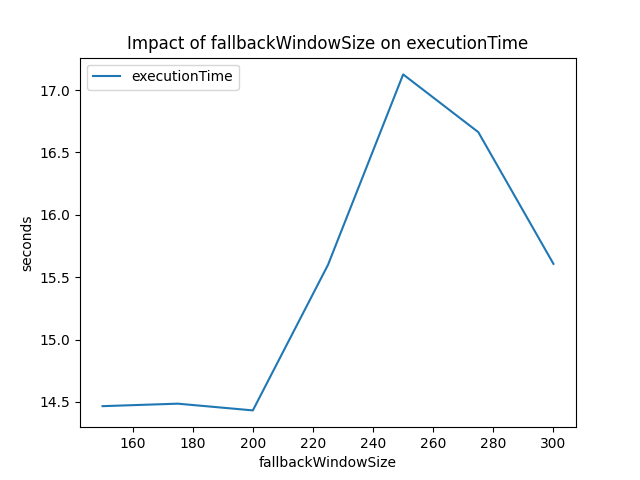 Impact of fallbackWindowSize on executionTime
executionTime
17.0
16.5
16.0
15.5
15.0
14.5
seconds
160 180 200 220 240 260 280 300
fallbackWindowSize